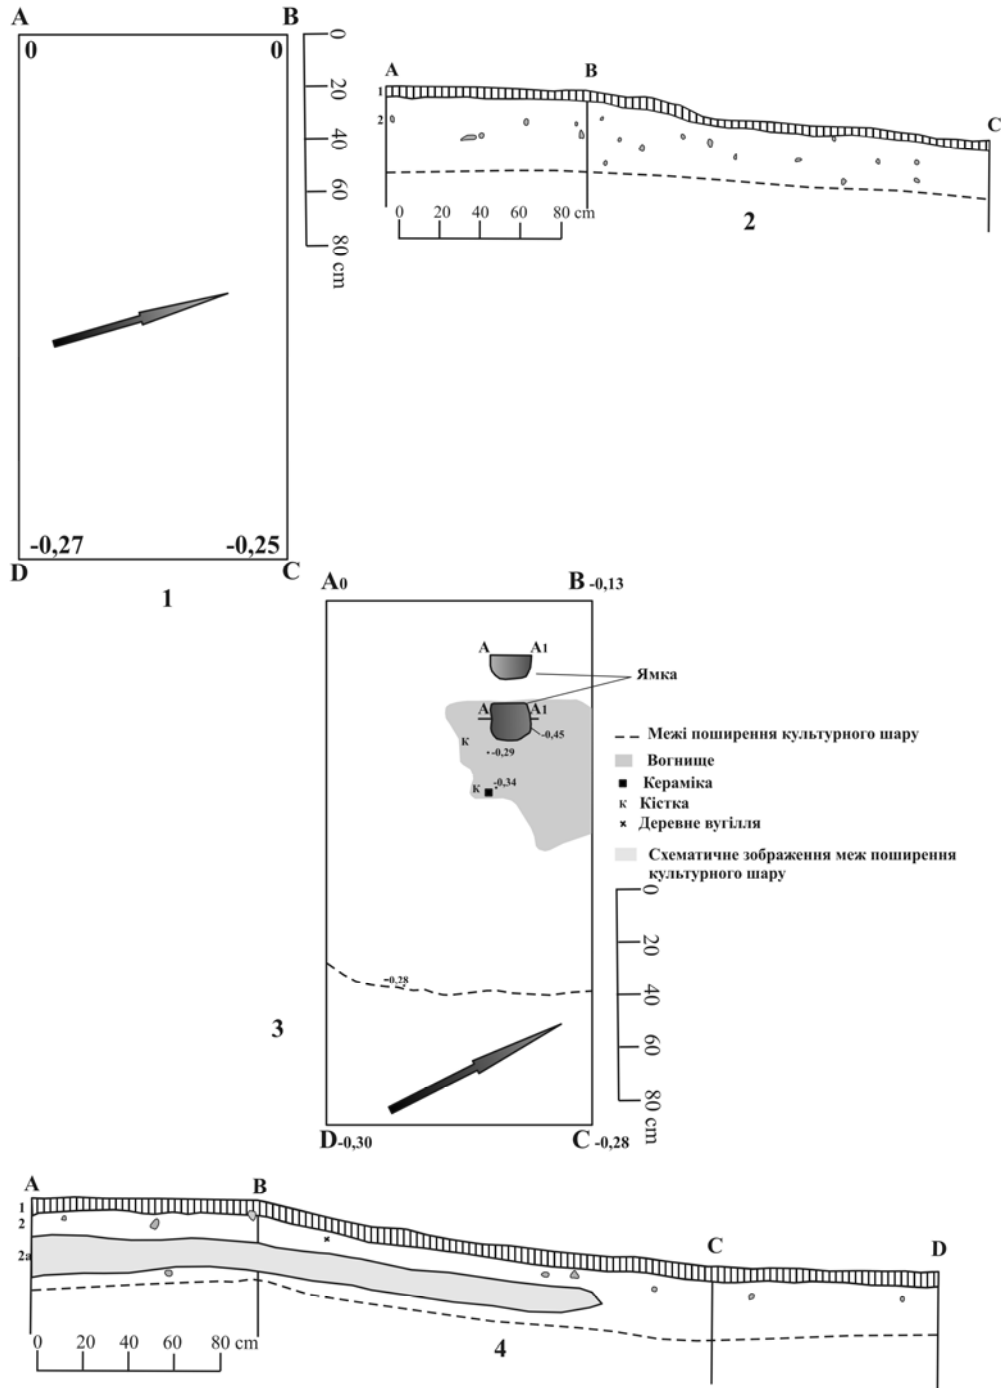 A
B
0
0
-0,27
-0,25
D
C
1
0
20
40
60
80 cm
A
B
C
1
2
0 20 40 60 80 cm
2
A0
B -0,13
A A1
Ямка
A A1
-0,45
К
-0,29
К
-0,34
-0,28
D-0,30
C -0,28
3
Межі поширення культурного шару
Вогнище
Кераміка
К Кістка
Деревне вугілля
Схематичне зображення меж поширення
культурного шару
0
20
40
60
80 cm
A
B
C
D
1
2
2a
0 20 40 60 80 cm
4